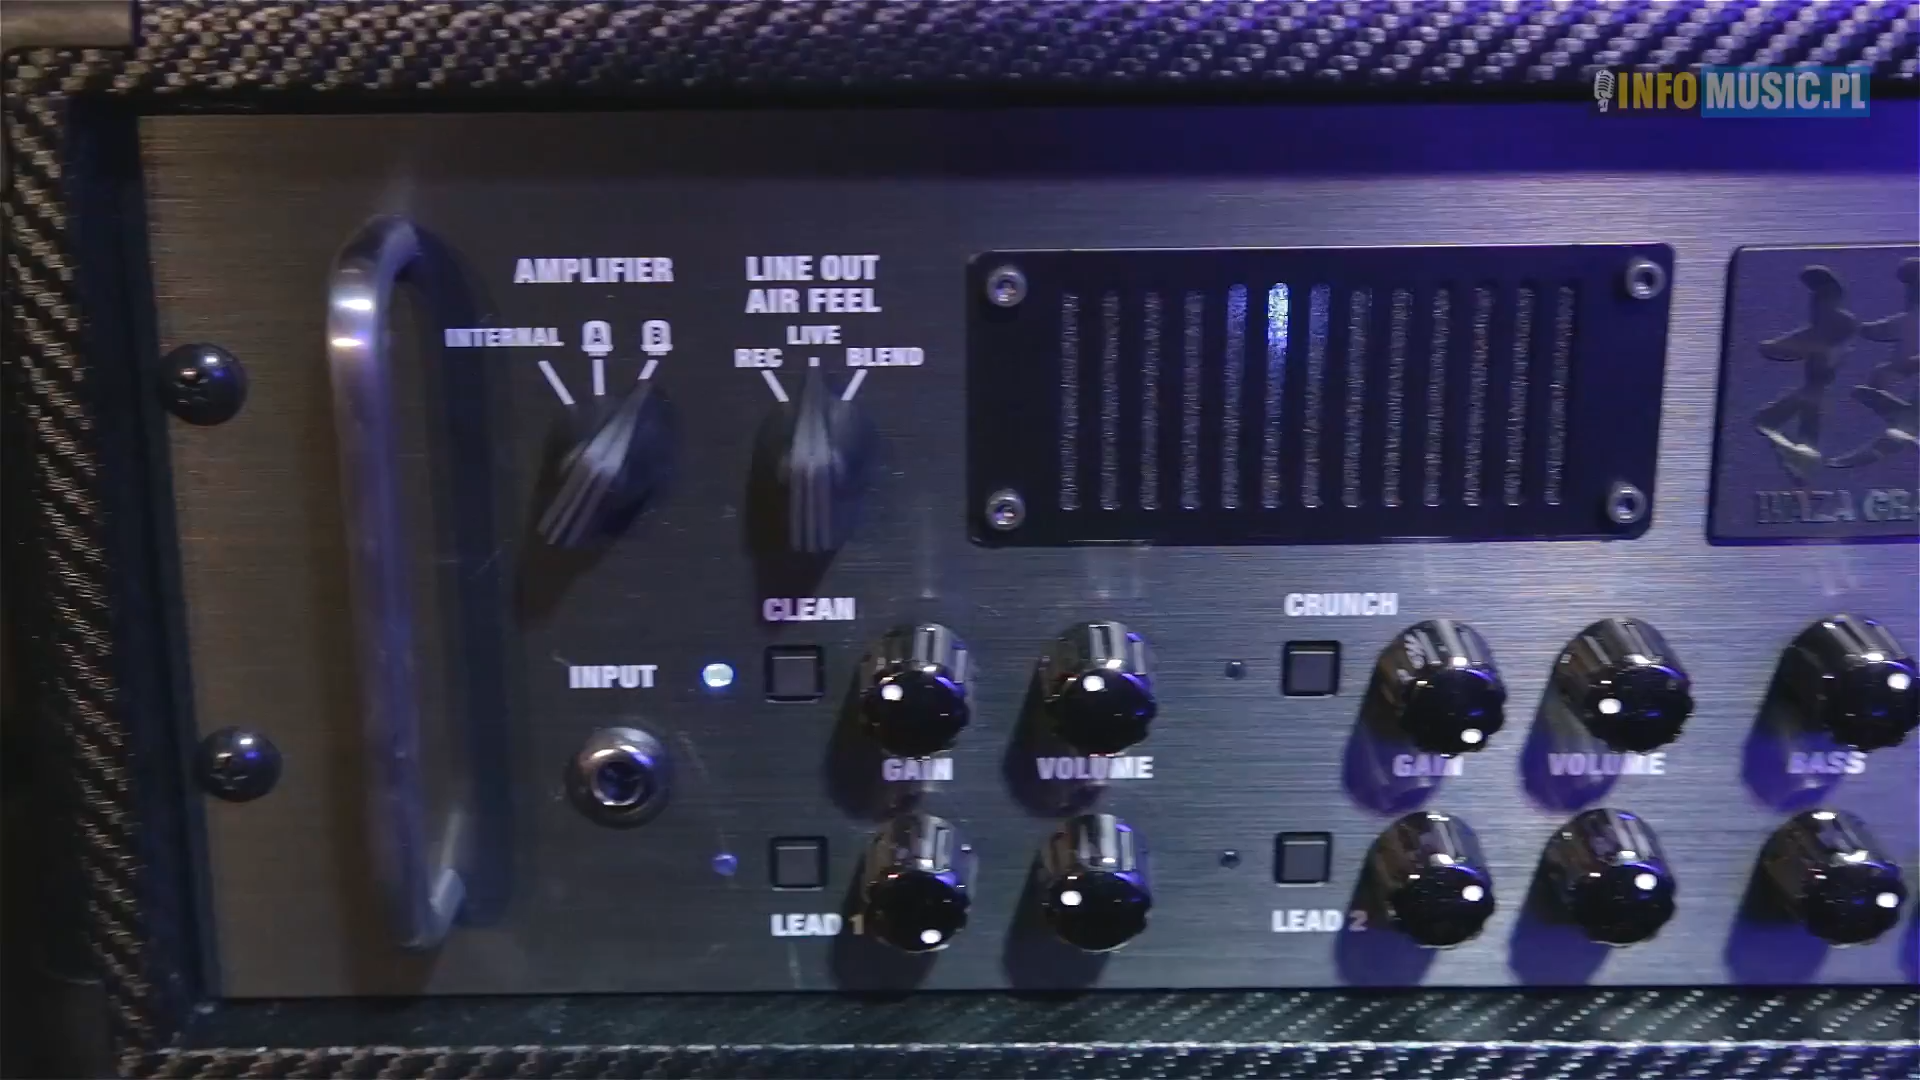 INFOMUSIC.PL
AMPLIFIER
INTERNAL A B
LINE OUT
AIR FEEL
LIVE
REC BLEND
WAZA
CLEAN
CRUNCH
INPUT
GAIN VOLUME GAIN VOLUME BASS
LEAD 1 LEAD 2